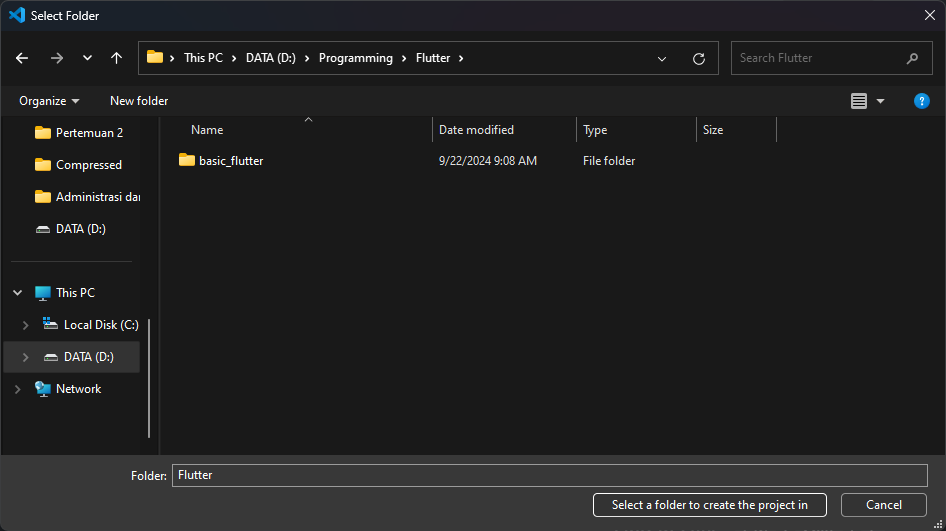 Select Folder
This PC DATA (D:) Programming Flutter
Search Flutter
Organize New folder
?
Name Date modified Type Size
basic_flutter 9/22/2024 9:08 AM File folder
Pertemuan 2
Compressed
Administrasi dar
DATA (D:)
This PC
Local Disk (C:)
DATA (D:)
Network
Folder: Flutter
Select a folder to create the project in Cancel